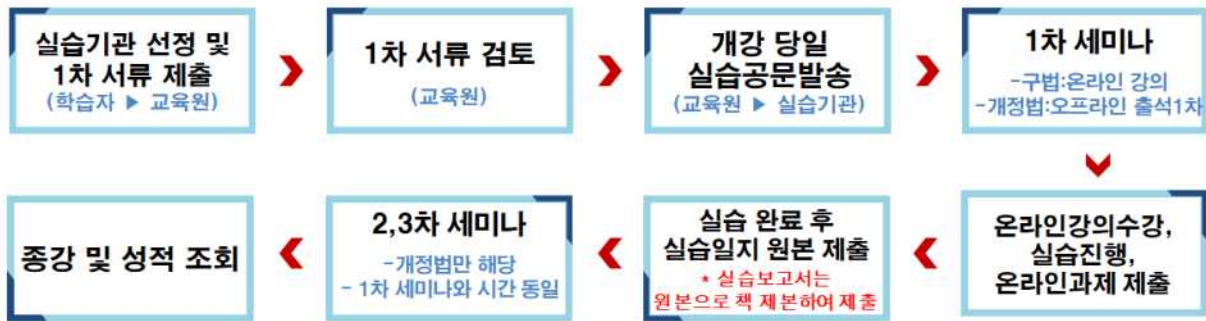 실습기관 선정 및
1차 서류 제출
(학습자 ▶ 교육원)
1차 서류 검토
(교육원)
개강 당일
실습공문발송
(교육원 ▶ 실습기관)
1차 세미나
-구법:온라인 강의
-개정법:오프라인 출석1차
온라인강의수강,
실습진행,
온라인과제 제출
실습 완료 후
실습일지 원본 제출
* 실습보고서는
원본으로 책 제본하여 제출
2,3차 세미나
-개정법만 해당
- 1차 세미나와 시간 동일
종강 및 성적 조회